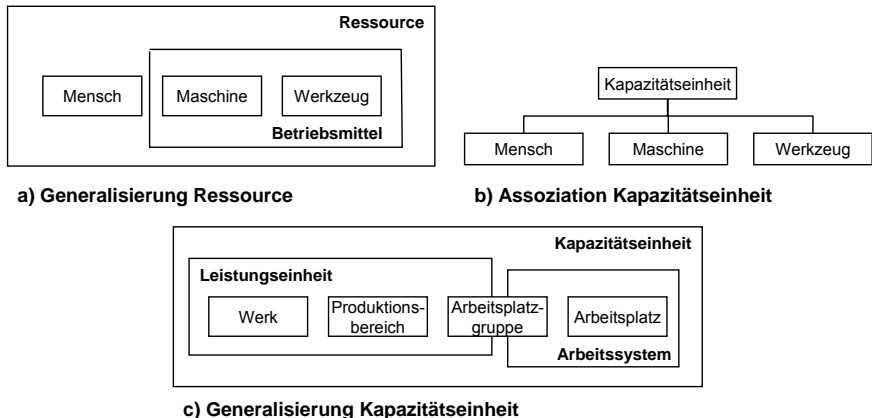 Ressource
Mensch
Maschine
Werkzeug
Betriebsmittel
a) Generalisierung Ressource
Kapazitätseinheit
Mensch
Maschine
Werkzeug
b) Assoziation Kapazitätseinheit
Kapazitätseinheit
Leistungseinheit
Werk
Produktions-
bereich
Arbeitsplatz-
gruppe
Arbeitsplatz
Arbeitssystem
c) Generalisierung Kapazitätseinheit